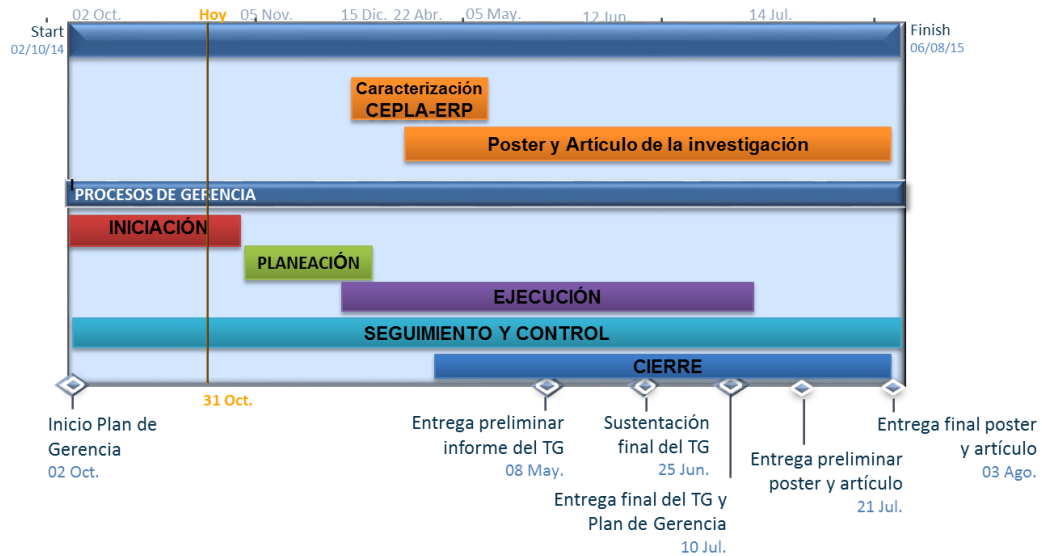 02 Oct.
Hoy
05 Nov.
15 Dic.
22 Abr.
05 May.
12 Jun.
14 Jul.
Start
02/10/14
Finish
06/08/15
Caracterización
CEPLA-ERP
Poster y Artículo de la investigación
PROCESOS DE GERENCIA
INICIACIÓN
PLANEACIÓN
EJECUCIÓN
SEGUIMIENTO Y CONTROL
CIERRE
31 Oct.
Inicio Plan de
Gerencia
02 Oct.
Entrega preliminar
informe del TG
08 May.
Sustentación
final del TG
25 Jun.
Entrega final del TG y
Plan de Gerencia
10 Jul.
Entrega preliminar
poster y artículo
21 Jul.
Entrega final poster
y artículo
03 Ago.